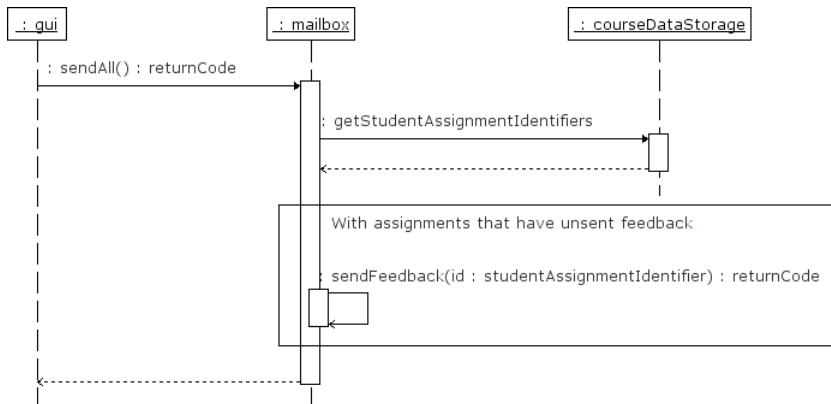 : gui
: mailbox
: courseDataStorage
: sendAll() : returnCode
: getStudentAssignmentIdentifiers
With assignments that have unsent feedback
: sendFeedback(id : studentAssignmentIdentifier) : returnCode